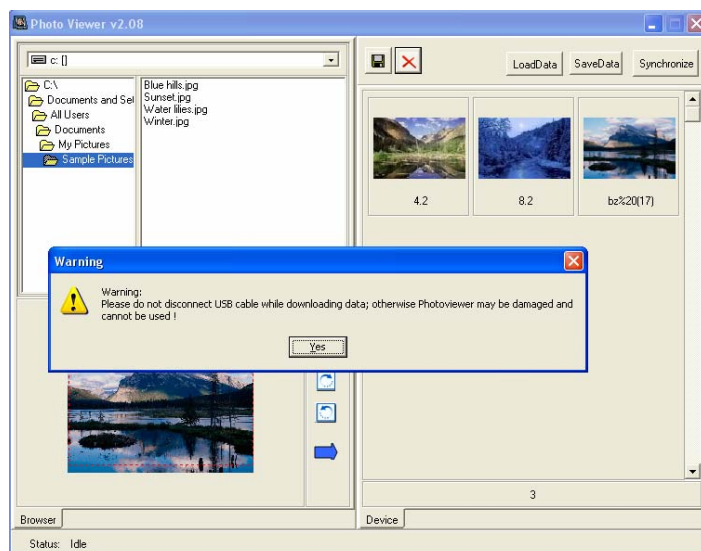 Photo Viewer v2.08
c: []
LoadData
SaveData
Synchronize
C:\
Documents and Set
All Users
Documents
My Pictures
Sample Pictures
Blue hills.jpg
Sunset.jpg
Water lilies.jpg
Winter.jpg
4.2
8.2
bz%20(17)
Warning
Warning:
Please do not disconnect USB cable while downloading data; otherwise Photoviewer may be damaged and
cannot be used !
Yes
3
Browser
Device
Status: Idle